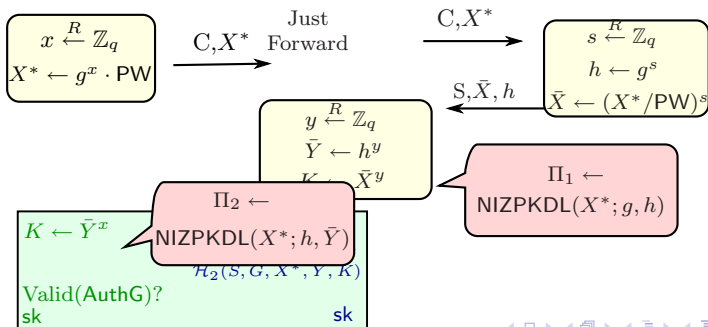 x ←R ℤq
X* ← g^x · PW
C,X*
Just
Forward
C,X*
s ←R ℤq
h ← g^s
X̄ ← (X*/PW)^s
S,X̄, h
y ←R ℤq
Ȳ ← h^y
X̄^y
Π1 ←
NIZPKDL(X*; g, h)
Π2 ←
NIZPKDL(X*; h, Ȳ)
K ← Ȳ^x
H2(S, G, X*, Y, K)
Valid(AuthG)?
sk
sk